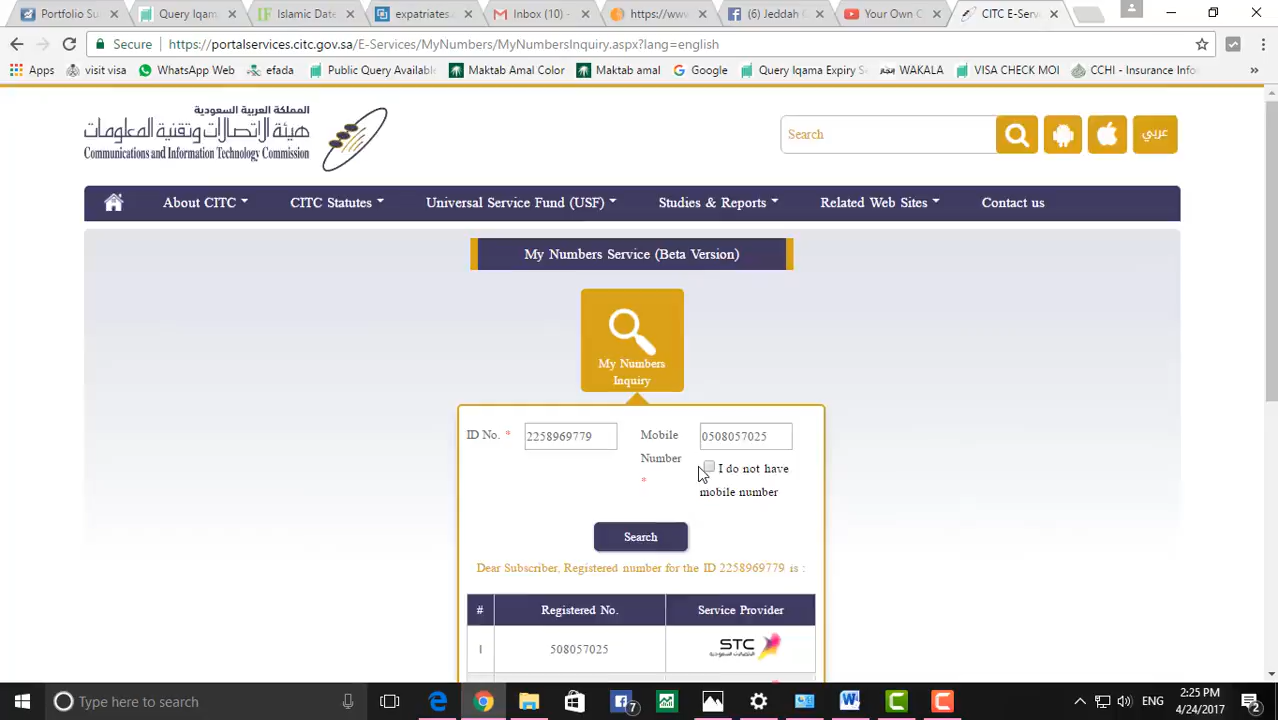 Portfolio Su
Query Iqam
Islamic Date
expatriates.
Inbox (10) -
https://www.
(6) Jeddah
Your Own C
CITC E-Serv
Secure
https://portalservices.citc.gov.sa/E-Services/MyNumbers/MyNumbersInquiry.aspx?lang=english
Apps
visit visa
WhatsApp Web
efada
Public Query Available
Maktab Amal Color
Maktab amal
Google
Query Iqama Expiry S
WAKALA
VISA CHECK MOI
CCHI - Insurance Info
المملكة العربية السعودية
هيئة الاتصالات وتقنية المعلومات
Communications and Information Technology Commission
Search
عربي
About CITC
CITC Statutes
Universal Service Fund (USF)
Studies & Reports
Related Web Sites
Contact us
My Numbers Service (Beta Version)
My Numbers
Inquiry
ID No. *
2258969779
Mobile
Number
*
0508057025
I do not have
mobile number
Search
Dear Subscriber, Registered number for the ID 2258969779 is :
#
Registered No.
Service Provider
1
508057025
STC
الاتصالات السعودية
Type here to search
7
ENG
2:25 PM
4/24/2017
2